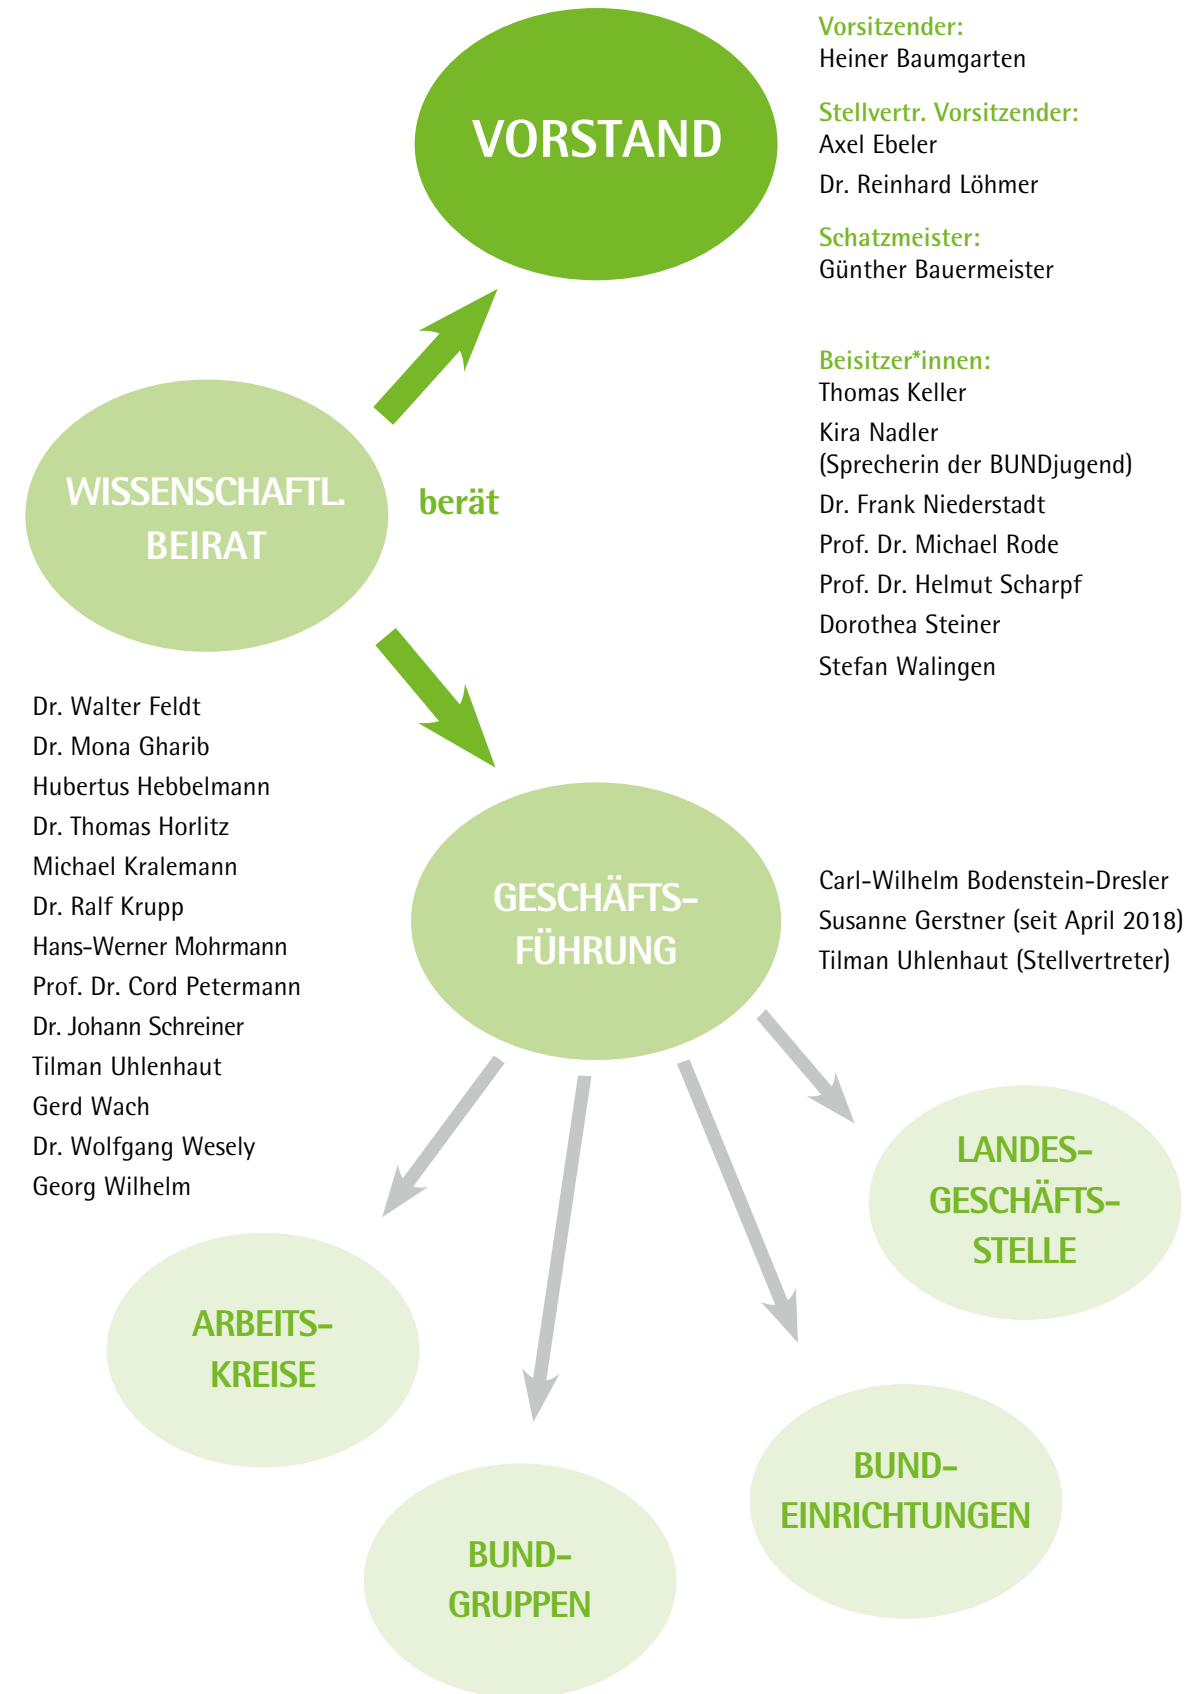 VORSTAND
Vorsitzender:
Heiner Baumgarten
Stellvertr. Vorsitzender:
Axel Ebeler
Dr. Reinhard Löhmer
Schatzmeister:
Günther Bauermeister
Beisitzer*innen:
Thomas Keller
Kira Nadler
(Sprecherin der BUNDjugend)
Dr. Frank Niederstadt
Prof. Dr. Michael Rode
Prof. Dr. Helmut Scharpf
Dorothea Steiner
Stefan Walingen
WISSENSCHAFTL.
BEIRAT
berät
Dr. Walter Feldt
Dr. Mona Gharib
Hubertus Hebbelmann
Dr. Thomas Horlitz
Michael Kralemann
Dr. Ralf Krupp
Hans-Werner Mohrmann
Prof. Dr. Cord Petermann
Dr. Johann Schreiner
Tilman Uhlenhaut
Gerd Wach
Dr. Wolfgang Wesely
Georg Wilhelm
GESCHÄFTS-
FÜHRUNG
Carl-Wilhelm Bodenstein-Dresler
Susanne Gerstner (seit April 2018)
Tilman Uhlenhaut (Stellvertreter)
LANDES-
GESCHÄFTS-
STELLE
ARBEITS-
KREISE
BUND-
EINRICHTUNGEN
BUND-
GRUPPEN